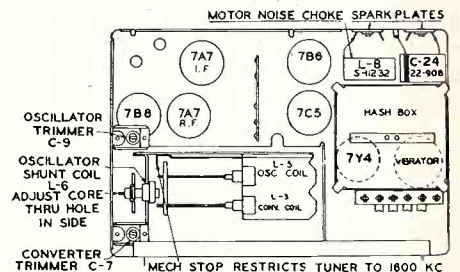 MOTOR NOISE CHOKE SPARK PLATES
7A7
I.F.
7B6
L-8
S-11232
C-24
22-908
7B8
7A7
R.F.
7C5
HASH BOX
OSCILLATOR
TRIMMER
C-9
7Y4
VIBRATOR
OSCILLATOR
SHUNT COIL
L-6
ADJUST CORE
THRU HOLE
IN SIDE
L-5
OSC COIL
L-3
CONV. COIL
CONVERTER
TRIMMER C-7
MECH STOP RESTRICTS TUNER TO 1600 KC